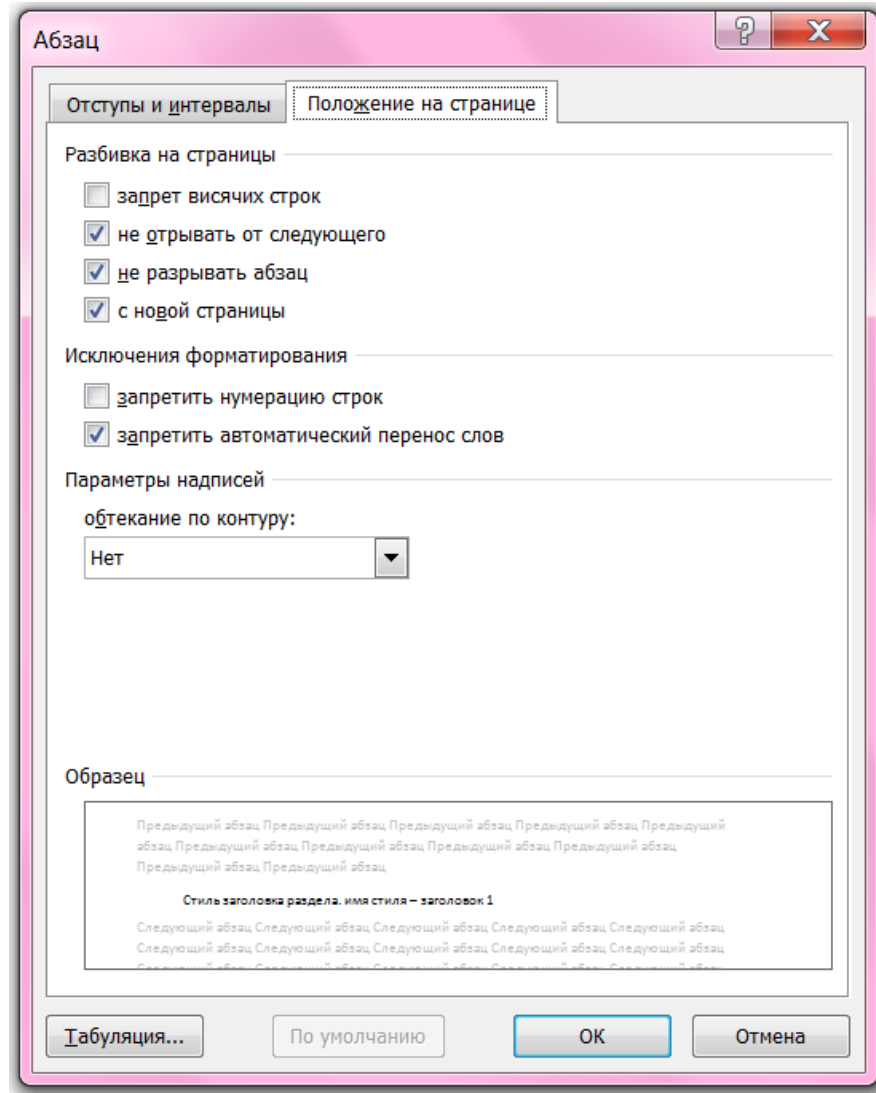 Абзац
Отступы и интервалы
Положение на странице
Разбивка на страницы
запрет висячих строк
не отрывать от следующего
не разрывать абзац
с новой страницы
Исключения форматирования
запретить нумерацию строк
запретить автоматический перенос слов
Параметры надписей
обтекание по контуру:
Нет
Образец
Предыдущий абзац Предыдущий абзац Предыдущий абзац Предыдущий абзац Предыдущий
абзац Предыдущий абзац Предыдущий абзац Предыдущий абзац Предыдущий абзац
Предыдущий абзац Предыдущий абзац
Стиль заголовка раздела. имя стиля – заголовок 1
Следующий абзац Следующий абзац Следующий абзац Следующий абзац Следующий абзац
Следующий абзац Следующий абзац Следующий абзац Следующий абзац Следующий абзац
Табуляция...
По умолчанию
ОК
Отмена